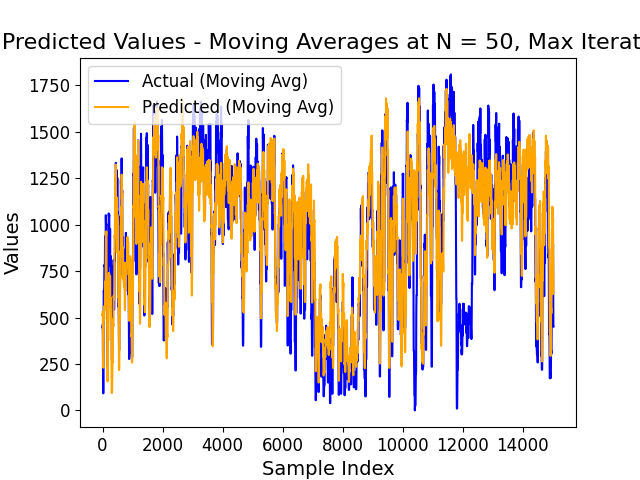 Predicted Values - Moving Averages at N = 50, Max Iterat
Actual (Moving Avg)
Predicted (Moving Avg)
1750
1500
1250
1000
750
500
250
0
Values
0 2000 4000 6000 8000 10000 12000 14000
Sample Index